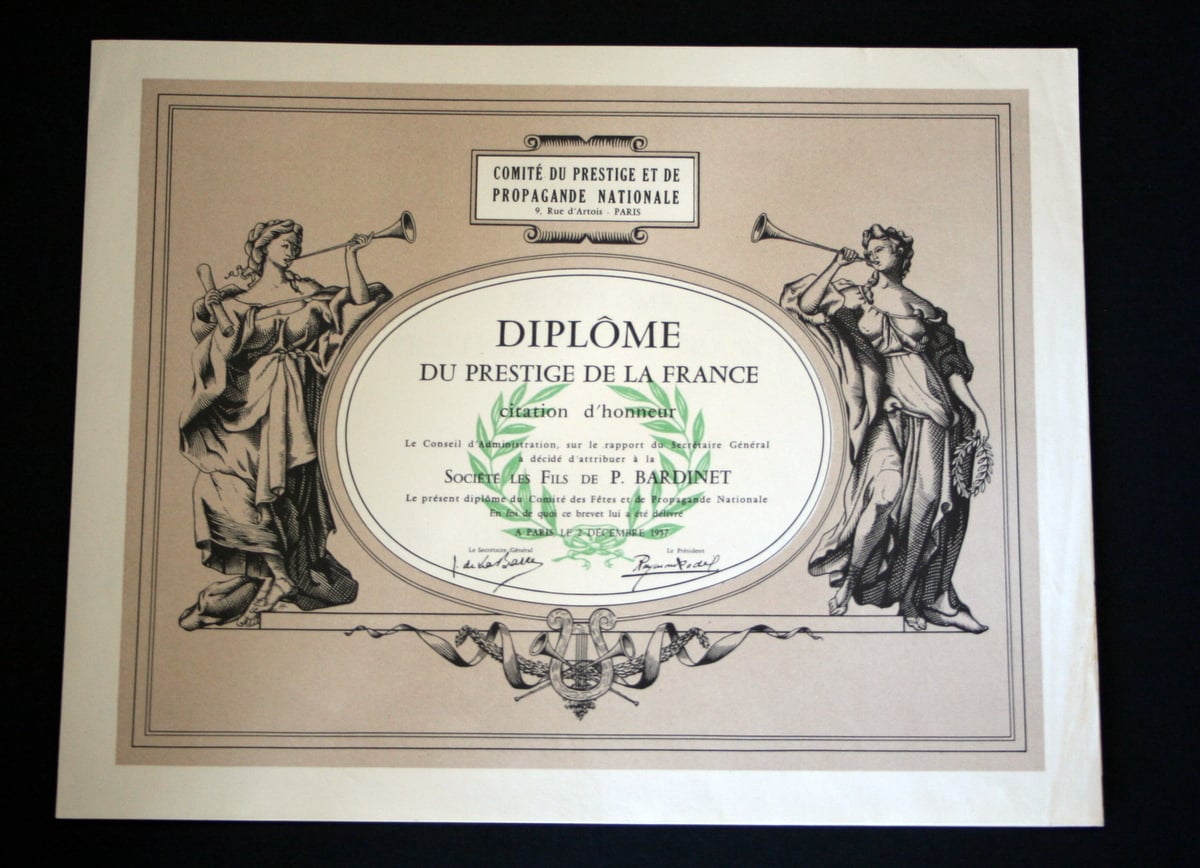 COMITÉ DU PRESTIGE ET DE
PROPAGANDE NATIONALE
9, Rue d'Artois - PARIS
DIPLÔME
DU PRESTIGE DE LA FRANCE
citation d'honneur
Le Conseil d'Administration, sur le rapport du Secrétaire Général
a décidé d'attribuer à la
SOCIÉTÉ LES FILS DE P. BARDINET
Le présent diplôme du Comité des Fêtes et de Propagande Nationale
En foi de quoi ce brevet lui a été délivré
A PARIS LE 2 DÉCEMBRE 1957
Le Secrétaire Général
Le Président
J. de La Barre